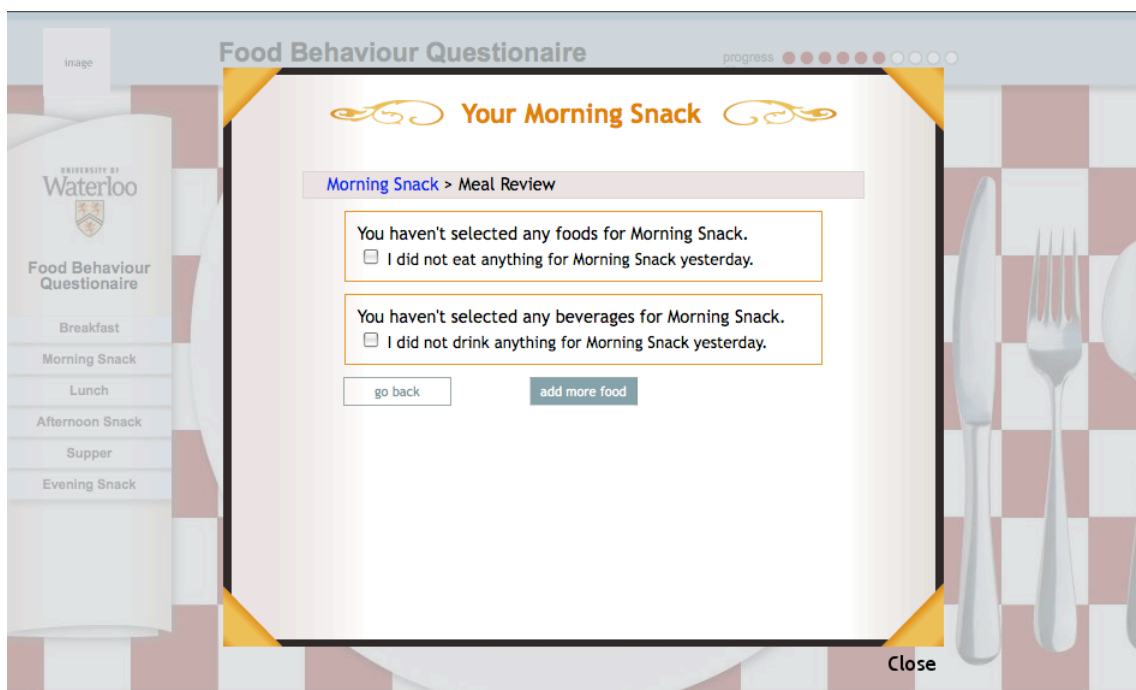 image
Food Behaviour Questionaire
progress
Your Morning Snack
Morning Snack > Meal Review
You haven't selected any foods for Morning Snack.
I did not eat anything for Morning Snack yesterday.
You haven't selected any beverages for Morning Snack.
I did not drink anything for Morning Snack yesterday.
go back
add more food
Close
UNIVERSITY OF
Waterloo
Food Behaviour
Questionaire
Breakfast
Morning Snack
Lunch
Afternoon Snack
Supper
Evening Snack